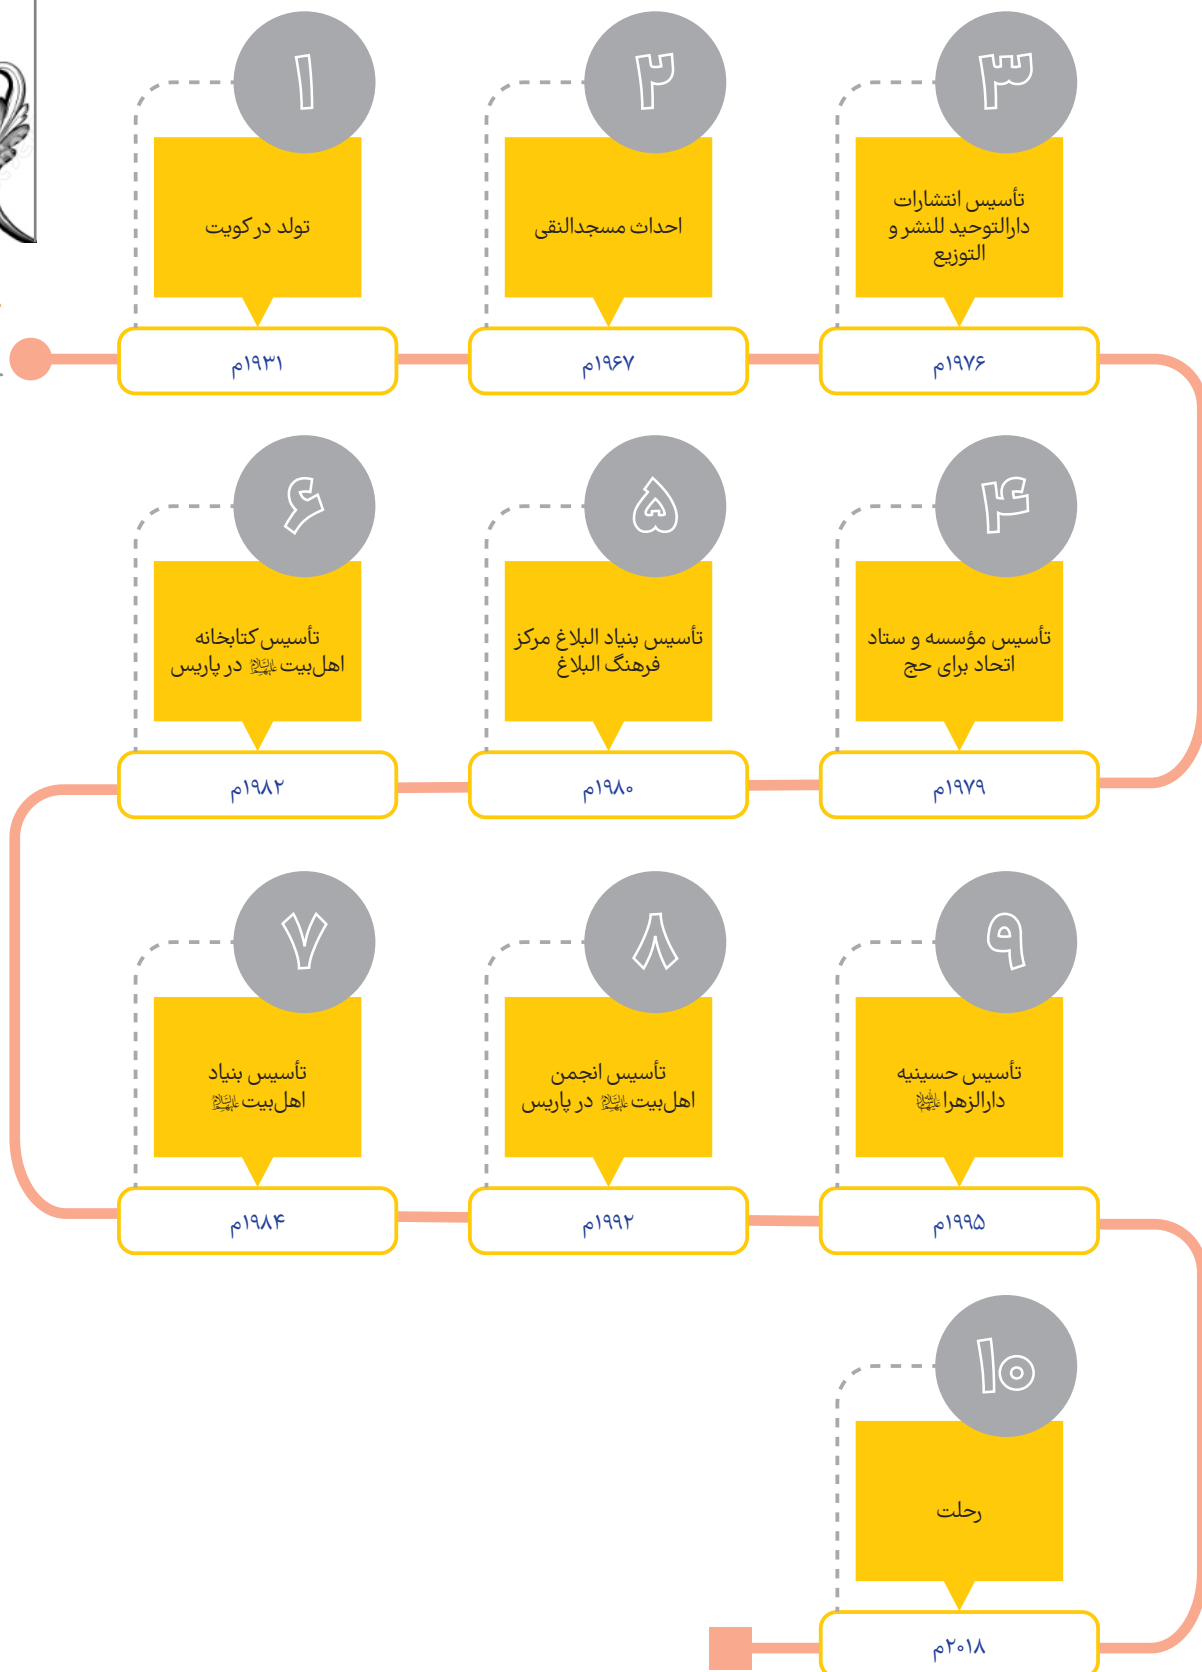 ۱
تولد در کویت
۱۹۳۱م
۲
احداث مسجدالنقی
۱۹۶۷م
۳
تأسیس انتشارات
دارالتوحید للنشر و
التوزیع
۱۹۷۶م
۴
تأسیس مؤسسه و ستاد
اتحاد برای حج
۱۹۷۹م
۵
تأسیس بنیاد البلاغ مرکز
فرهنگ البلاغ
۱۹۸۰م
۶
تأسیس کتابخانه
اهل‌بیت علیهم‌السلام در پاریس
۱۹۸۲م
۷
تأسیس بنیاد
اهل‌بیت علیهم‌السلام
۱۹۸۴م
۸
تأسیس انجمن
اهل‌بیت علیهم‌السلام در پاریس
۱۹۹۲م
۹
تأسیس حسینیه
دارالزهرا علیهاالسلام
۱۹۹۵م
۱۰
رحلت
۲۰۱۸م